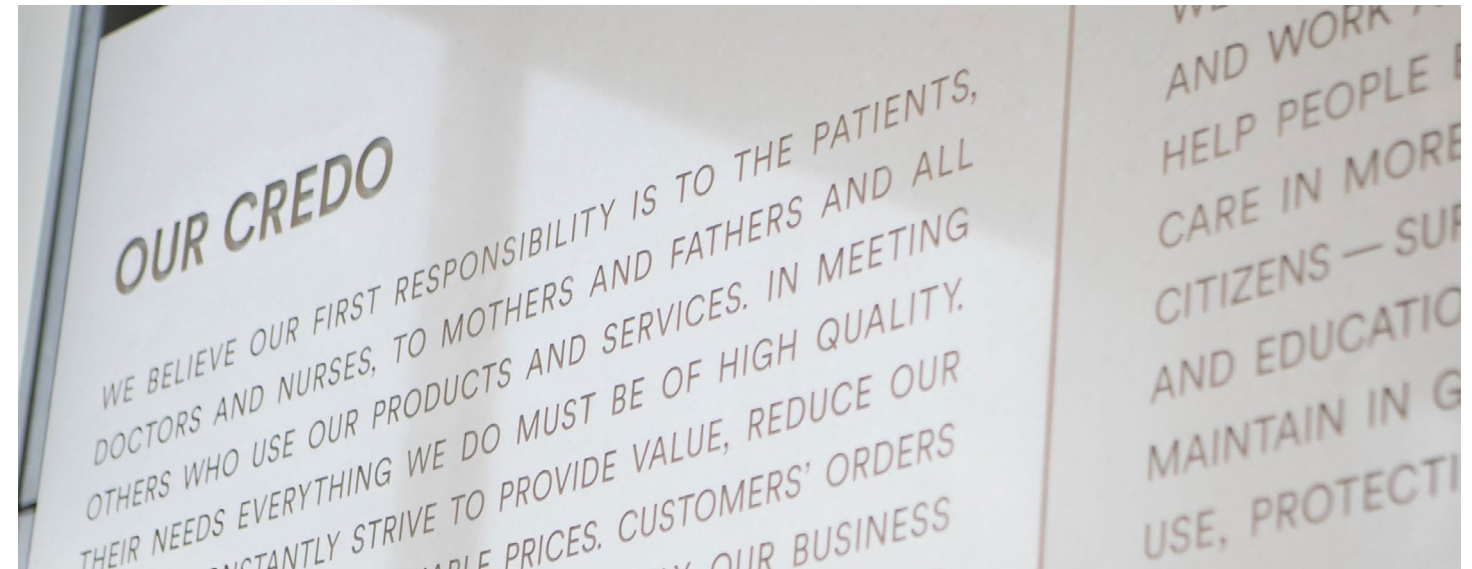 OUR CREDO
WE BELIEVE OUR FIRST RESPONSIBILITY IS TO THE PATIENTS,
DOCTORS AND NURSES, TO MOTHERS AND FATHERS AND ALL
OTHERS WHO USE OUR PRODUCTS AND SERVICES. IN MEETING
THEIR NEEDS EVERYTHING WE DO MUST BE OF HIGH QUALITY.
STRIVE TO PROVIDE VALUE, REDUCE OUR
PRICES. CUSTOMERS’ ORDERS
OUR BUSINESS
AND WORK
HELP PEOPLE
CARE IN MORE
CITIZENS —
AND
MAINTAIN IN
USE,